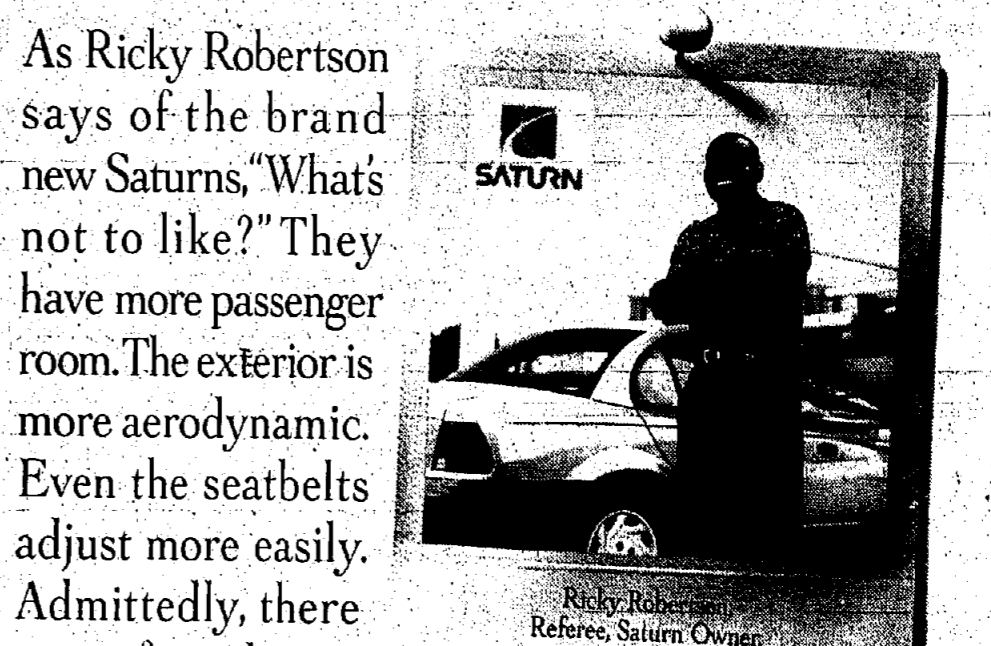 As Ricky Robertson
says of the brand
new Saturns, “What's
not to like?” They
have more passenger
room. The exterior is
more aerodynamic.
Even the seatbelts
adjust more easily.
Admittedly, there
SATURN
Ricky Robertson,
Referee, Saturn Owner